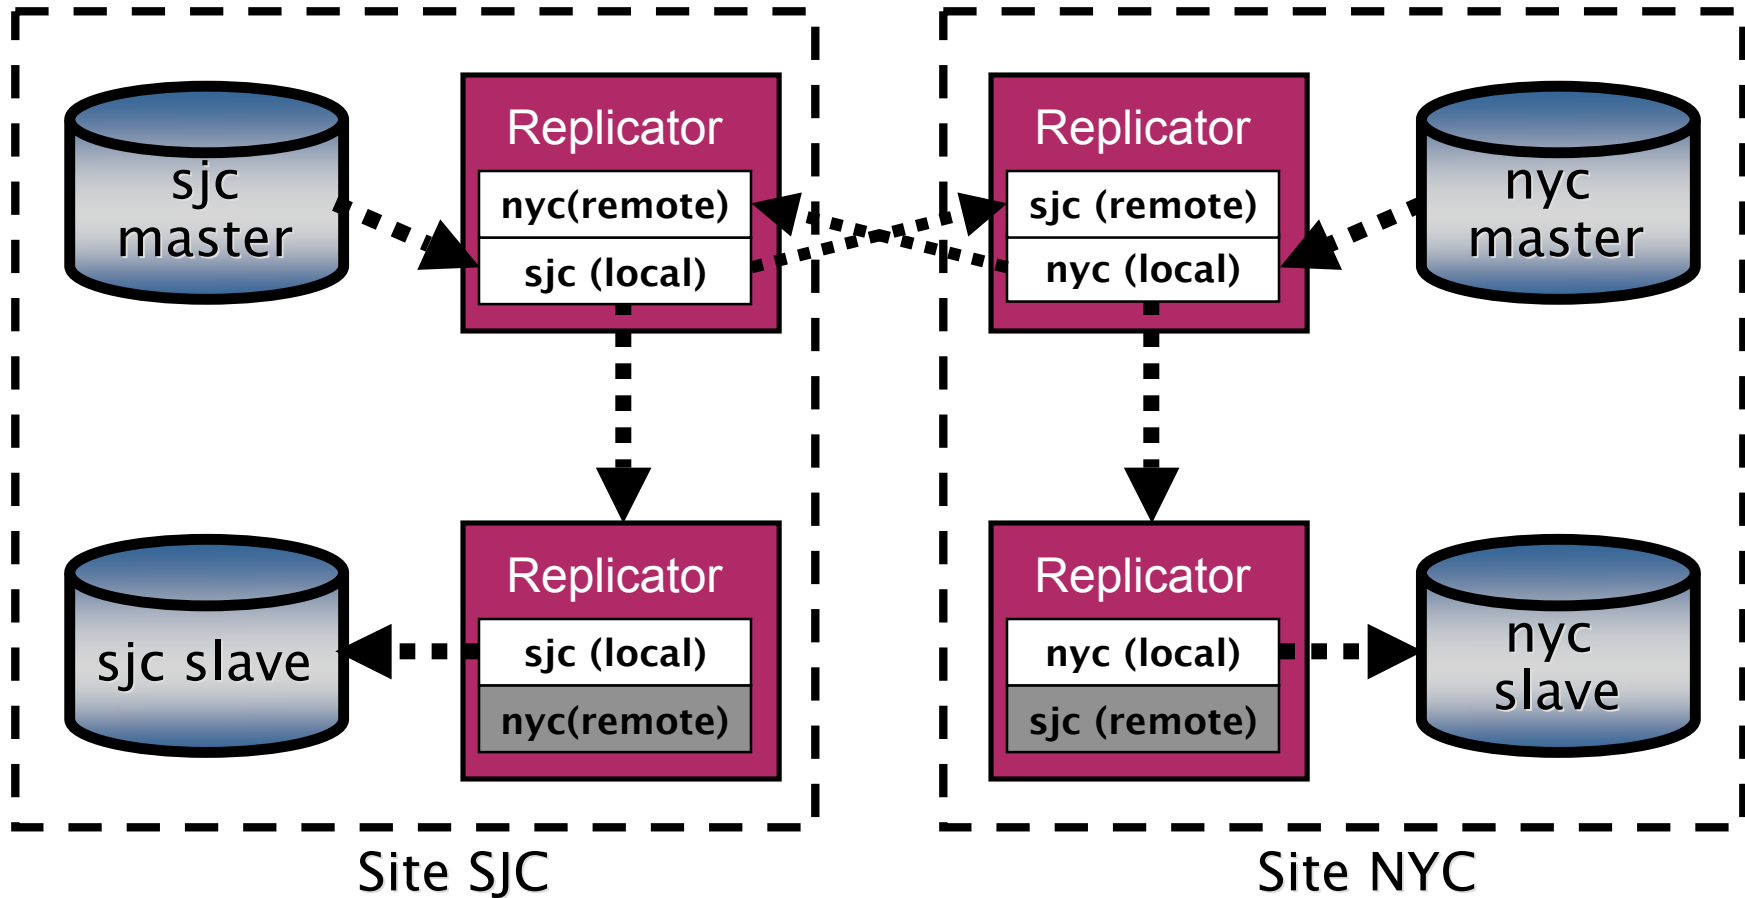 Replicator
sjc
master
nyc(remote)
sjc (local)
Replicator
sjc (remote)
nyc (local)
nyc
master
sjc slave
Replicator
sjc (local)
nyc(remote)
Replicator
nyc (local)
sjc (remote)
nyc
slave
Site SJC
Site NYC